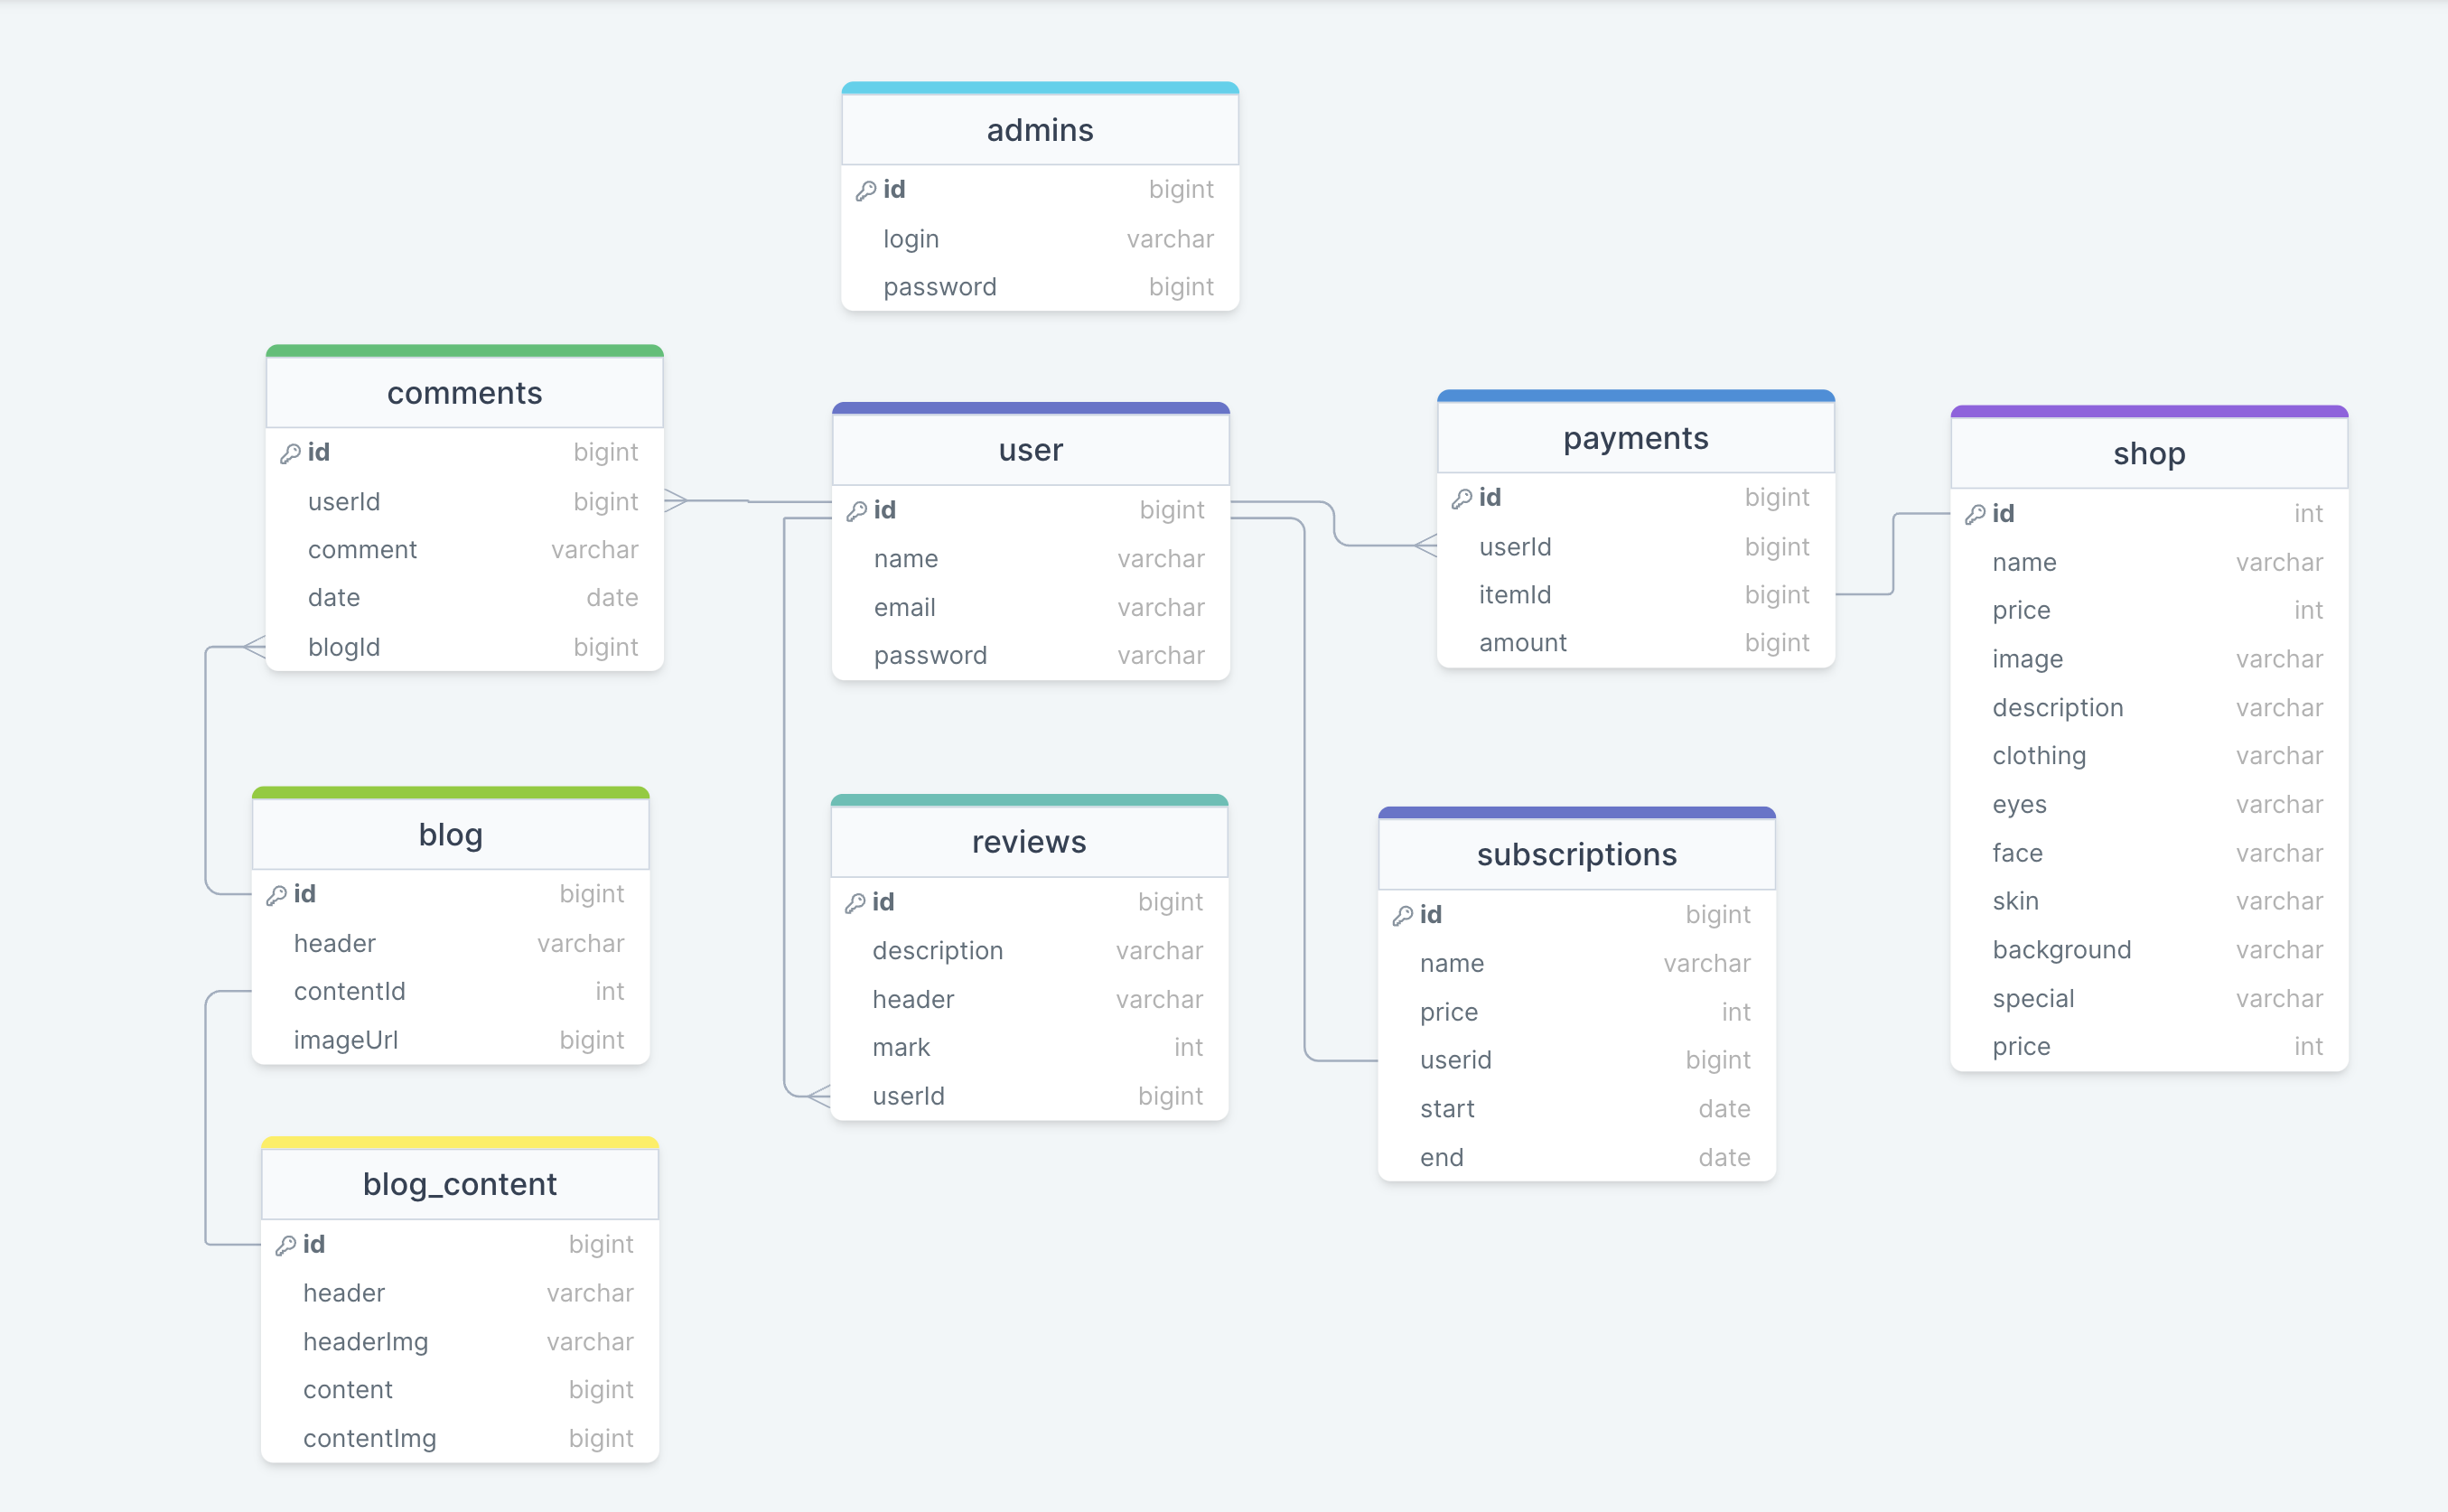 admins
id bigint
login varchar
password bigint
comments
id bigint
userId bigint
comment varchar
date date
blogId bigint
user
id bigint
name varchar
email varchar
password varchar
payments
id bigint
userId bigint
itemId bigint
amount bigint
shop
id int
name varchar
price int
image varchar
description varchar
clothing varchar
eyes varchar
face varchar
skin varchar
background varchar
special varchar
price int
blog
id bigint
header varchar
contentId int
imageUrl bigint
reviews
id bigint
description varchar
header varchar
mark int
userId bigint
subscriptions
id bigint
name varchar
price int
userid bigint
start date
end date
blog_content
id bigint
header varchar
headerImg varchar
content bigint
contentImg bigint